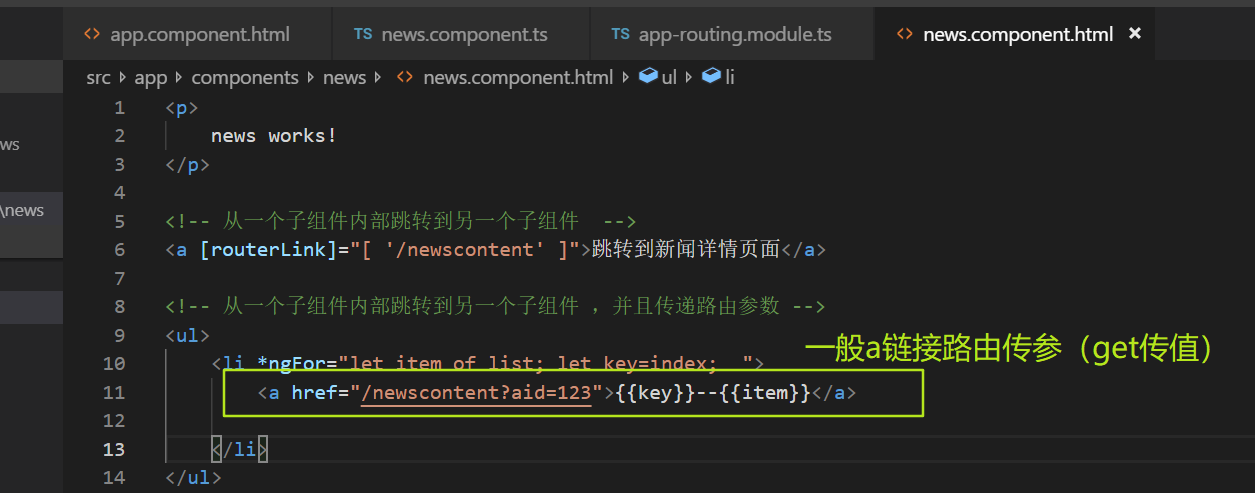 app.component.html TS news.component.ts TS app-routing.module.ts news.component.html ×
src app components news news.component.html ul li
ws
\news
1 <p>
2 news works!
3 </p>
4
5 <!-- 从一个子组件内部跳转到另一个子组件  -->
6 <a [routerLink]="[ '/newscontent' ]">跳转到新闻详情页面</a>
7
8 <!-- 从一个子组件内部跳转到另一个子组件 ，并且传递路由参数 -->
9 <ul>
一般a链接路由传参（get传值）
10 <li *ngFor="let item of list; let key=index;  ">
11 <a href="/newscontent?aid=123">{{key}}--{{item}}</a>
12
13 </li>
14 </ul>